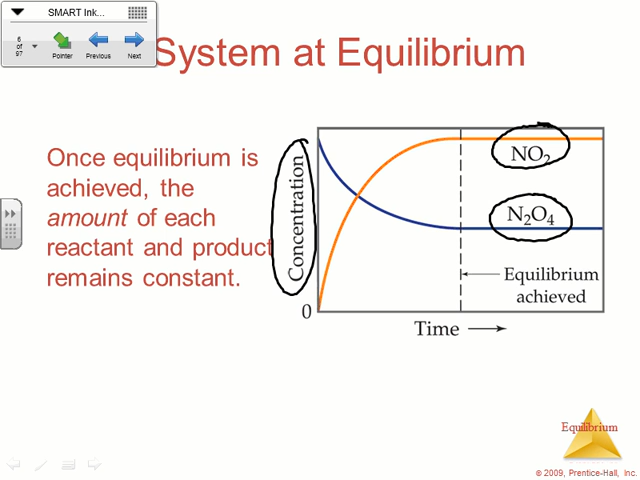 SMART Ink...
6
of
97
Pointer
Previous
Next
System at Equilibrium
Once equilibrium is
achieved, the
amount of each
reactant and product
remains constant.
Concentration
0
NO₂
N₂O₄
Equilibrium
achieved
Time
Equilibrium
© 2009, Prentice-Hall, Inc.